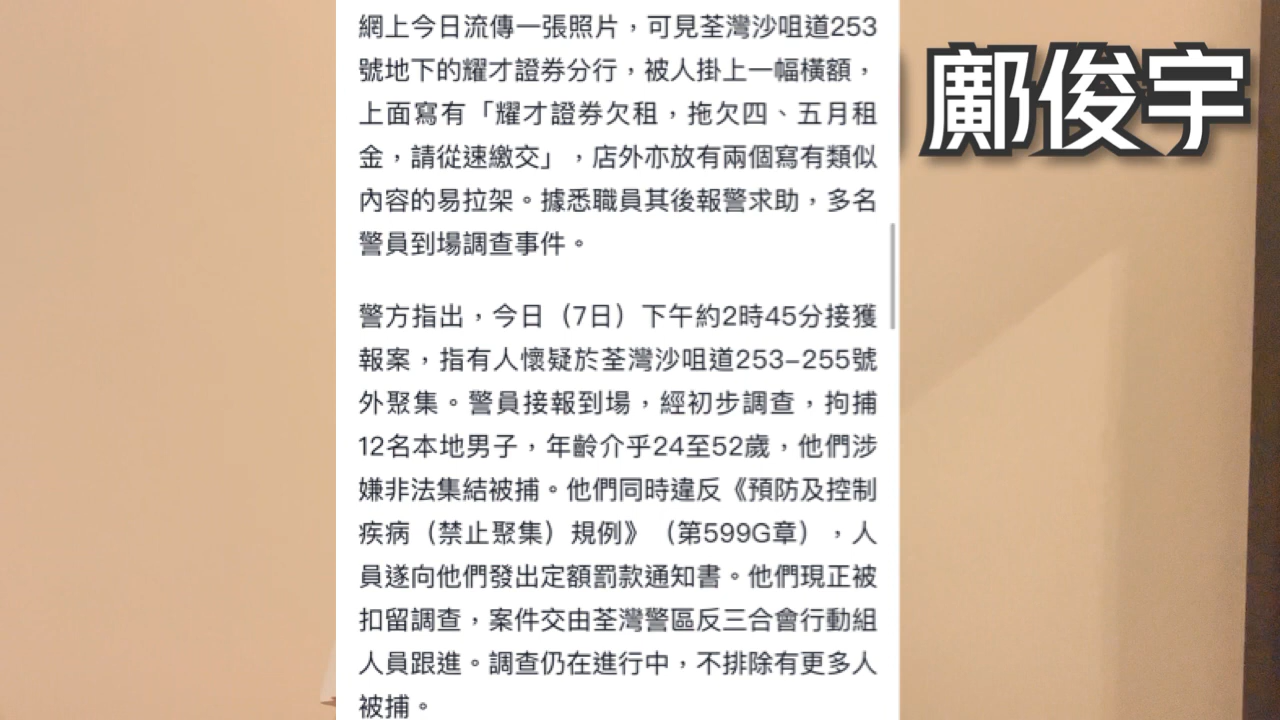 網上今日流傳一張照片，可見荃灣沙咀道253
號地下的耀才證券分行，被人掛上一幅橫額，
上面寫有「耀才證券欠租，拖欠四、五月租
金，請從速繳交」，店外亦放有兩個寫有類似
內容的易拉架。據悉職員其後報警求助，多名
警員到場調查事件。
警方指出，今日（7日）下午約2時45分接獲
報案，指有人懷疑於荃灣沙咀道253–255號
外聚集。警員接報到場，經初步調查，拘捕
12名本地男子，年齡介乎24至52歲，他們涉
嫌非法集結被捕。他們同時違反《預防及控制
疾病（禁止聚集）規例》（第599G章），人
員遂向他們發出定額罰款通知書。他們現正被
扣留調查，案件交由荃灣警區反三合會行動組
人員跟進。調查仍在進行中，不排除有更多人
被捕。
鄺俊宇